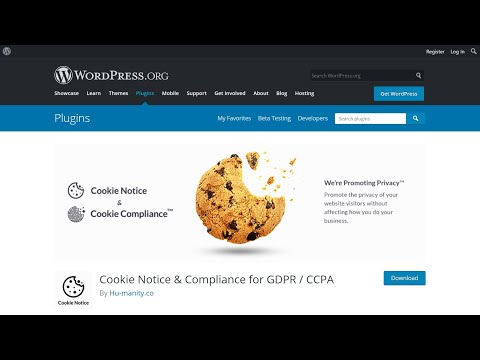 Register Log In
WORDPRESS.ORG
Search WordPress.org
Showcase Learn Themes Plugins Mobile Support Get Involved About Blog Hosting
Get WordPress
Plugins
My Favorites Beta Testing Developers
Search plugins
Cookie Notice
&
Cookie Compliance™
We're Promoting Privacy™
Promote the privacy of your
website visitors without
affecting how you do your
business.
Cookie Notice
Cookie Notice & Compliance for GDPR / CCPA
By Hu-manity.co
Download